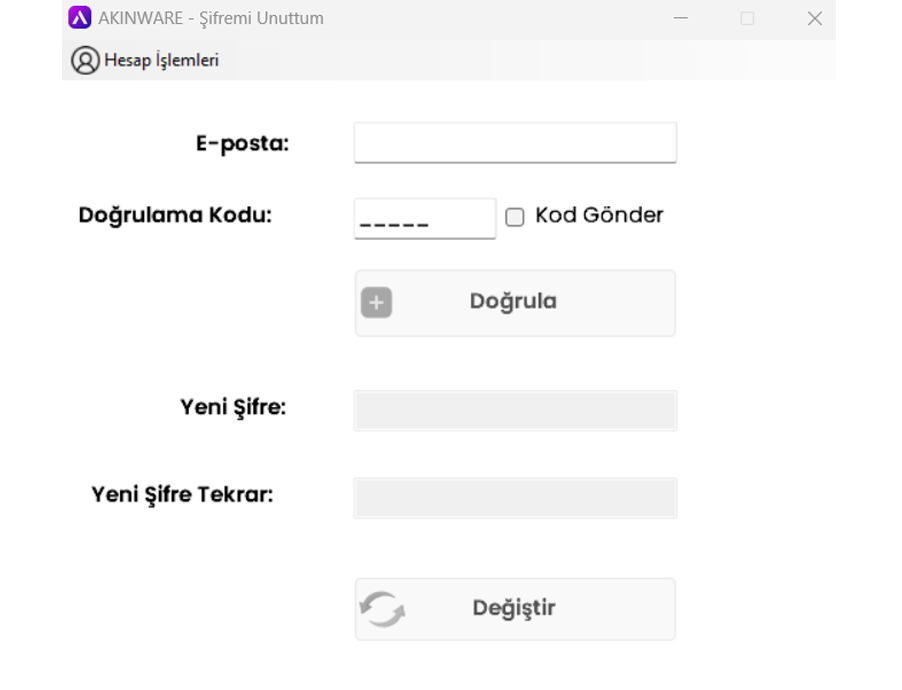 AKINWARE - Şifremi Unuttum
Hesap İşlemleri
E-posta:
Doğrulama Kodu: _____ Kod Gönder
Doğrula
Yeni Şifre:
Yeni Şifre Tekrar:
Değiştir